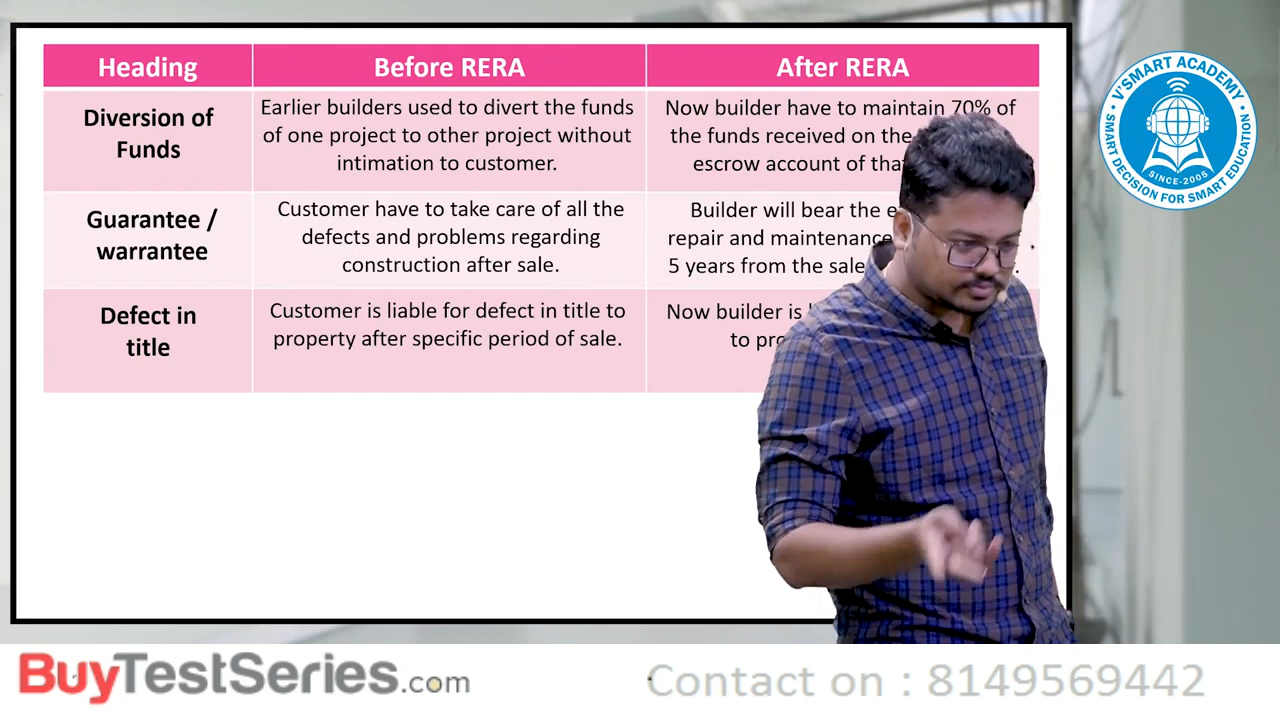 Heading
Before RERA
After RERA
Diversion of
Funds
Earlier builders used to divert the funds
of one project to other project without
intimation to customer.
Now builder have to maintain 70% of
the funds received on the
escrow account of
Guarantee /
warrantee
Customer have to take care of all the
defects and problems regarding
construction after sale.
Builder will bear the
repair and maintenance
5 years from the sale
Defect in
title
Customer is liable for defect in title to
property after specific period of sale.
Now builder is
to
V'SMART ACADEMY
SINCE-2005
SMART DECISION FOR SMART EDUCATION
BuyTestSeries.com
Contact on : 8149569442